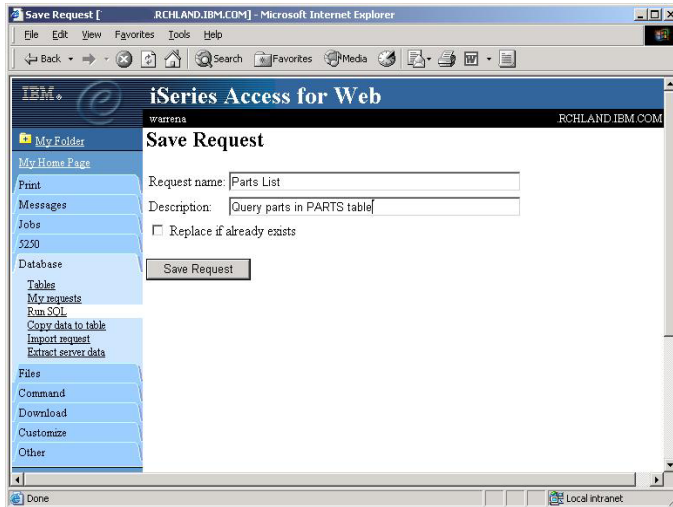 Save Request [ .RCHLAND.IBM.COM] - Microsoft Internet Explorer
File Edit View Favorites Tools Help
Back Search Favorites Media
IBM. e iSeries Access for Web
warrena .RCHLAND.IBM.COM
My Folder
My Home Page
Print
Messages
Jobs
5250
Database
Tables
My requests
Run SQL
Copy data to table
Import request
Extract server data
Files
Command
Download
Customize
Other
Save Request
Request name: Parts List
Description: Query parts in PARTS table
Replace if already exists
Save Request
Done Local intranet